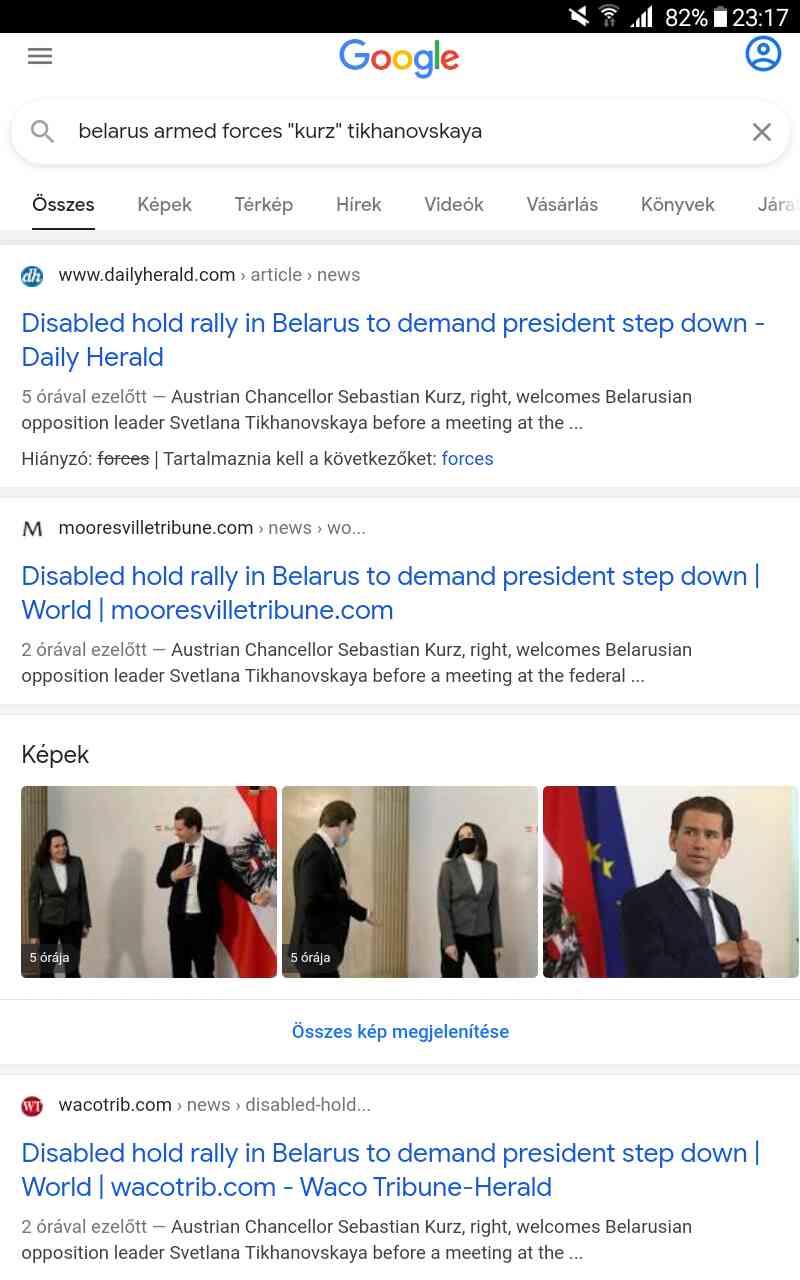 82% 23:17
Google
belarus armed forces "kurz" tikhanovskaya
Összes Képek Térkép Hírek Videók Vásárlás Könyvek
dh www.dailyherald.com › article › news
Disabled hold rally in Belarus to demand president step down -
Daily Herald
5 órával ezelőtt — Austrian Chancellor Sebastian Kurz, right, welcomes Belarusian
opposition leader Svetlana Tikhanovskaya before a meeting at the ...
Hiányzó: forces | Tartalmaznia kell a következőket: forces
M mooresvilletribune.com › news › wo...
Disabled hold rally in Belarus to demand president step down |
World | mooresvilletribune.com
2 órával ezelőtt — Austrian Chancellor Sebastian Kurz, right, welcomes Belarusian
opposition leader Svetlana Tikhanovskaya before a meeting at the federal ...
Képek
5 órája
5 órája
Összes kép megjelenítése
WT wacotrib.com › news › disabled-hold...
Disabled hold rally in Belarus to demand president step down |
World | wacotrib.com - Waco Tribune-Herald
2 órával ezelőtt — Austrian Chancellor Sebastian Kurz, right, welcomes Belarusian
opposition leader Svetlana Tikhanovskaya before a meeting at the ...